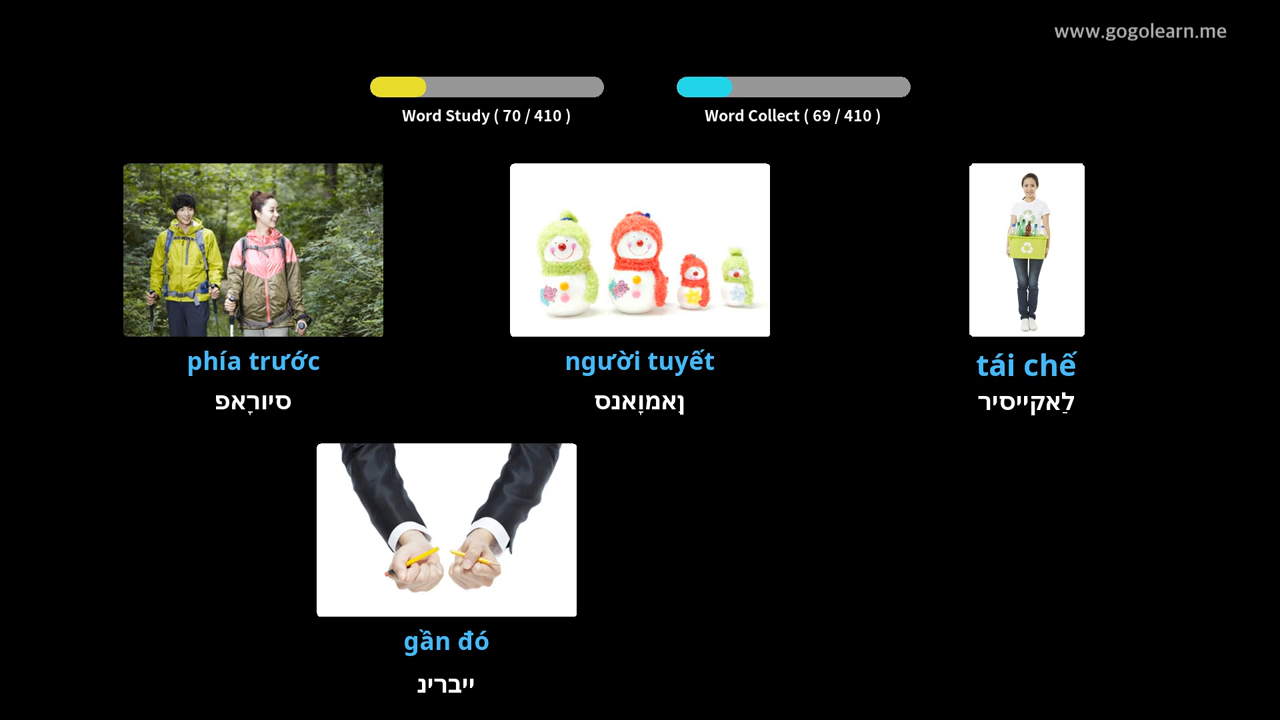 www.gogolearn.me
Word Study ( 70 / 410 )
Word Collect ( 69 / 410 )
phía trước
סיורָאפ
người tuyết
ןַאמוָאנס
tái chế
לַאקייסיר
gần đó
ייברינ